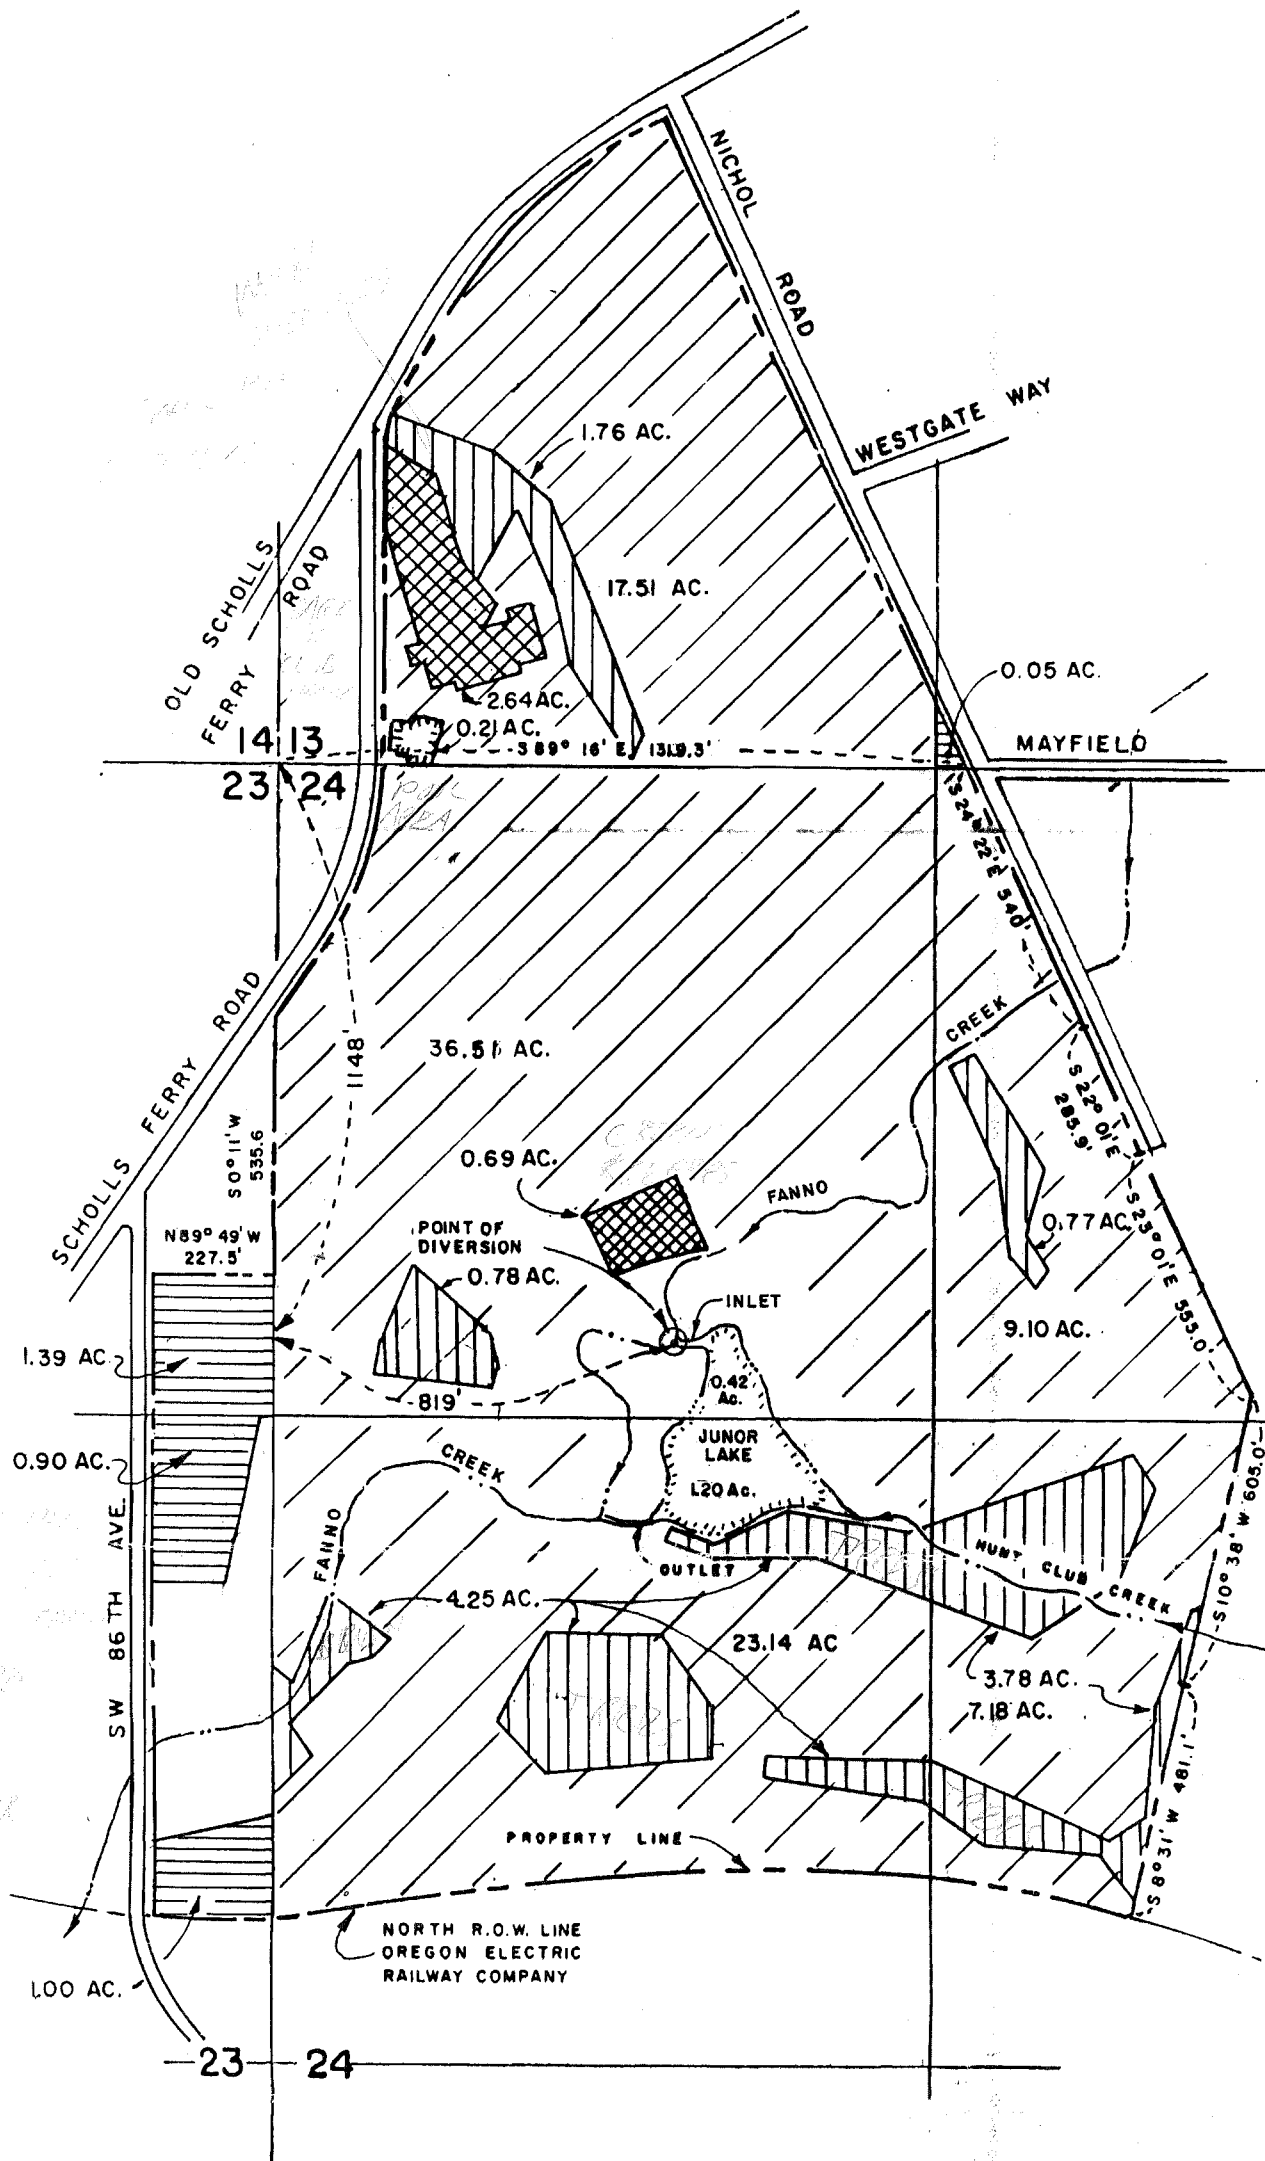 NICHOL
ROAD
WESTGATE WAY
1.76 AC.
17.51 AC.
OLD SCHOLLS
FERRY ROAD
0.05 AC.
2.64 AC.
0.21 AC.
14 13
S 89° 16' E, 1319.3'
MAYFIELD
23 24
POOL
AREA
S 24° 22' E 540'
SCHOLLS FERRY ROAD
1148'
36.51 AC.
CREEK
S 22° 01' E
285.9'
S 0° 11' W
535.6
0.69 AC.
FANNO
0.77 AC.
S 23° 01' E 555.0'
N 89° 49' W
227.5'
POINT OF
DIVERSION
0.78 AC.
INLET
9.10 AC.
1.39 AC.
0.42
Ac.
819'
JUNOR
LAKE
1.20 Ac.
CREEK
0.90 AC.
S 10° 38' W 605.0'
FANNO
HUNT CLUB CREEK
OUTLET
SW 86TH AVE.
4.25 AC.
23.14 AC
3.78 AC.
7.18 AC.
S 8° 31' W 481.1'
PROPERTY LINE
NORTH R.O.W. LINE
OREGON ELECTRIC
RAILWAY COMPANY
1.00 AC.
23 24